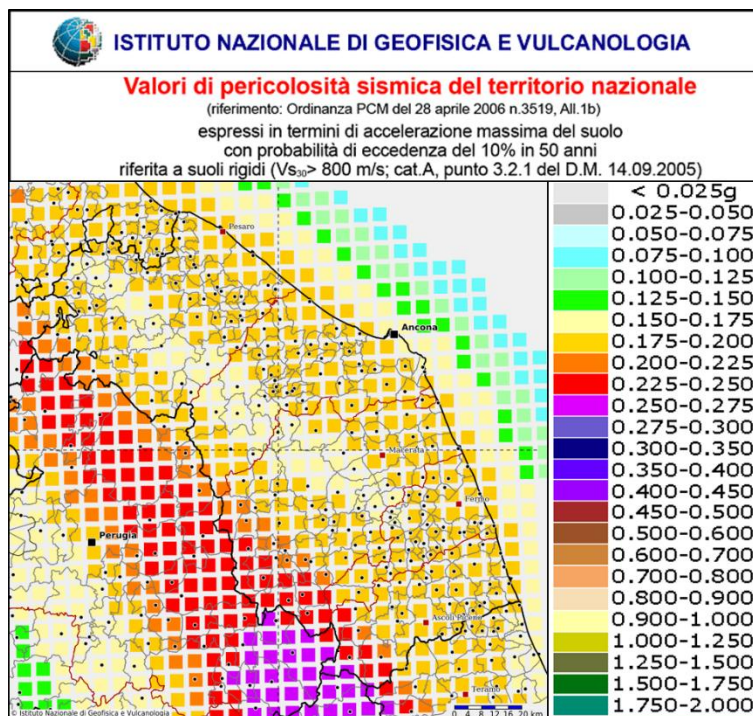 ISTITUTO NAZIONALE DI GEOFISICA E VULCANOLOGIA
Valori di pericolosità sismica del territorio nazionale
(riferimento: Ordinanza PCM del 28 aprile 2006 n.3519, All.1b)
espressi in termini di accelerazione massima del suolo
con probabilità di eccedenza del 10% in 50 anni
riferita a suoli rigidi (Vs₃₀> 800 m/s; cat.A, punto 3.2.1 del D.M. 14.09.2005)
Pesaro
Ancona
Macerata
Fermo
Perugia
Ascoli Piceno
Teramo
0 4 8 12 16 20 km
© Istituto Nazionale di Geofisica e Vulcanologia
< 0.025g
0.025-0.050
0.050-0.075
0.075-0.100
0.100-0.125
0.125-0.150
0.150-0.175
0.175-0.200
0.200-0.225
0.225-0.250
0.250-0.275
0.275-0.300
0.300-0.350
0.350-0.400
0.400-0.450
0.450-0.500
0.500-0.600
0.600-0.700
0.700-0.800
0.800-0.900
0.900-1.000
1.000-1.250
1.250-1.500
1.500-1.750
1.750-2.000